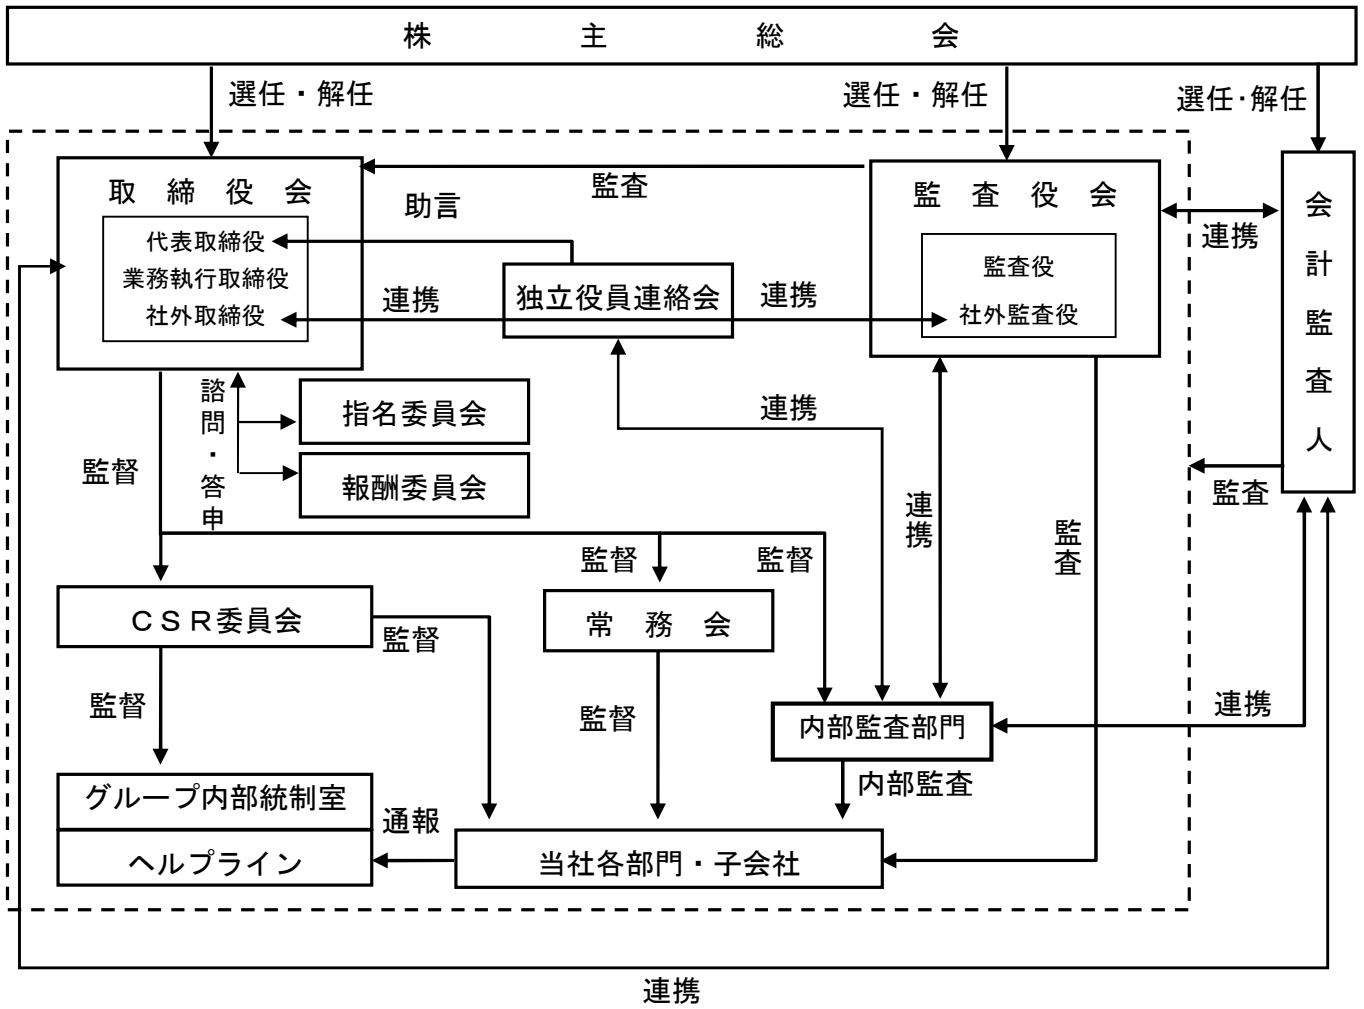 株主総会
選任・解任
選任・解任
選任・解任
取締役会
代表取締役
業務執行取締役
社外取締役
監査
助言
監査役会
監査役
社外監査役
連携
会計監査人
独立役員連絡会
連携
連携
諮問・答申
指名委員会
報酬委員会
連携
監督
連携
監査
監査
監督
監督
CSR委員会
監督
常務会
監督
監督
内部監査部門
連携
内部監査
グループ内部統制室
ヘルプライン
通報
当社各部門・子会社
連携